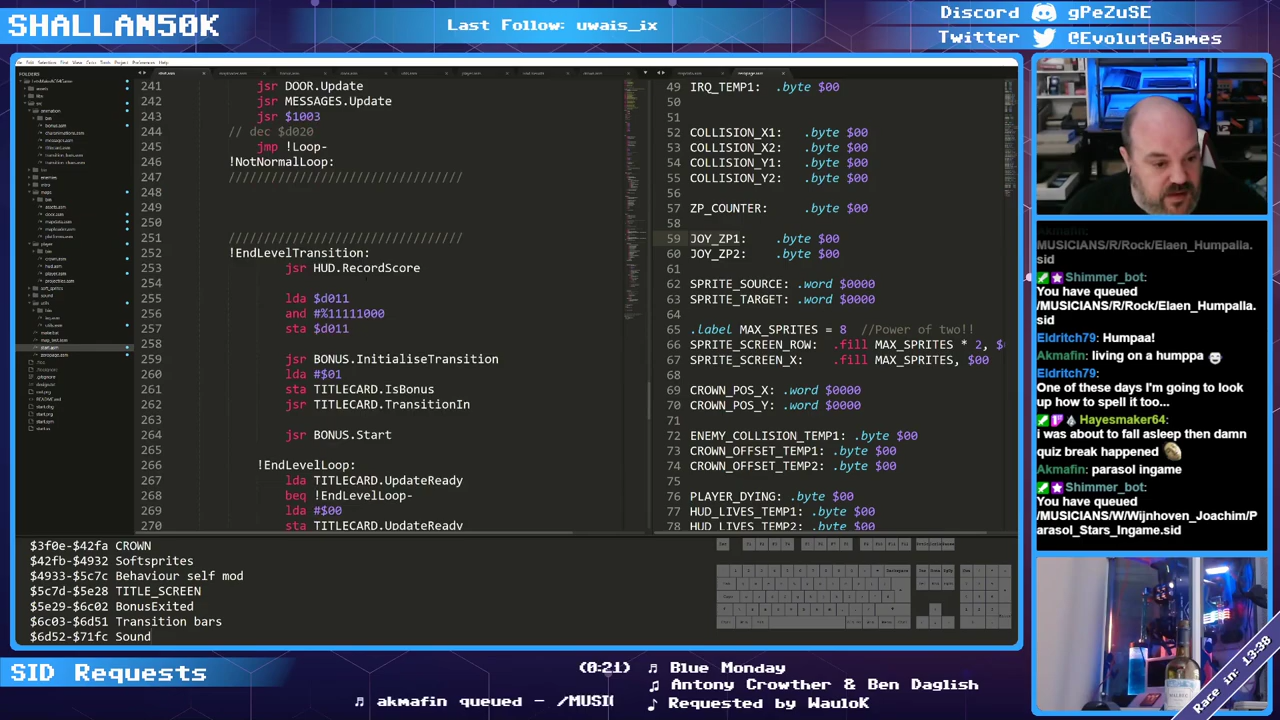 SHALLAN50K
Last Follow: uwais_ix
Discord gPeZuSE
Twitter @EvoluteGames
FOLDERS
241 jsr DOOR.Update
242 jsr MESSAGES.Update
243 jsr $1003
244 // dec $d020
245 jmp !Loop-
246 !NotNormalLoop:
247 /////////////////////////////////
248
249
250
251 /////////////////////////////////
252 !EndLevelTransition:
253 jsr HUD.RecordScore
254
255 lda $d011
256 and #%11111000
257 sta $d011
258
259 jsr BONUS.InitialiseTransition
260 lda #$01
261 sta TITLECARD.IsBonus
262 jsr TITLECARD.TransitionIn
263
264 jsr BONUS.Start
265
266 !EndLevelLoop:
267 lda TITLECARD.UpdateReady
268 beq !EndLevelLoop-
269 lda #$00
270 sta TITLECARD.UpdateReady
49 IRQ_TEMP1: .byte $00
50
51
52 COLLISION_X1: .byte $00
53 COLLISION_X2: .byte $00
54 COLLISION_Y1: .byte $00
55 COLLISION_Y2: .byte $00
56
57 ZP_COUNTER: .byte $00
58
59 JOY_ZP1: .byte $00
60 JOY_ZP2: .byte $00
61
62 SPRITE_SOURCE: .word $0000
63 SPRITE_TARGET: .word $0000
64
65 .label MAX_SPRITES = 8 //Power of two!!
66 SPRITE_SCREEN_ROW: .fill MAX_SPRITES * 2, $
67 SPRITE_SCREEN_X: .fill MAX_SPRITES, $00
68
69 CROWN_POS_X: .word $0000
70 CROWN_POS_Y: .word $0000
71
72 ENEMY_COLLISION_TEMP1: .byte $00
73 CROWN_OFFSET_TEMP1: .byte $00
74 CROWN_OFFSET_TEMP2: .byte $00
75
76 PLAYER_DYING: .byte $00
77 HUD_LIVES_TEMP1: .byte $00
78 HUD_LIVES_TEMP2: .byte $00
$3f0e-$42fa CROWN
$42fb-$4932 Softsprites
$4933-$5c7c Behaviour self mod
$5c7d-$5e28 TITLE_SCREEN
$5e29-$6c02 BonusExited
$6c03-$6d51 Transition bars
$6d52-$71fc Sound
MUSICIANS/R/Rock/Elaen_Humpalla.
sid
Shimmer_bot:
You have queued
/MUSICIANS/R/Rock/Elaen_Humpalla.
sid
Eldritch79: Humpaa!
Akmafin: living on a humppa
Eldritch79:
One of these days I'm going to look
up how to spell it too...
Hayesmaker64:
i was about to fall asleep then damn
quiz break happened
Akmafin: parasol ingame
Shimmer_bot:
You have queued
/MUSICIANS/W/Wijnhoven_Joachim/P
arasol_Stars_Ingame.sid
SID Requests
(0:21) ♫ Blue Monday
♫ Antony Crowther & Ben Daglish
♪ Requested by WauloK
♫ akmafin queued - /MUSI
Race in: 13:38